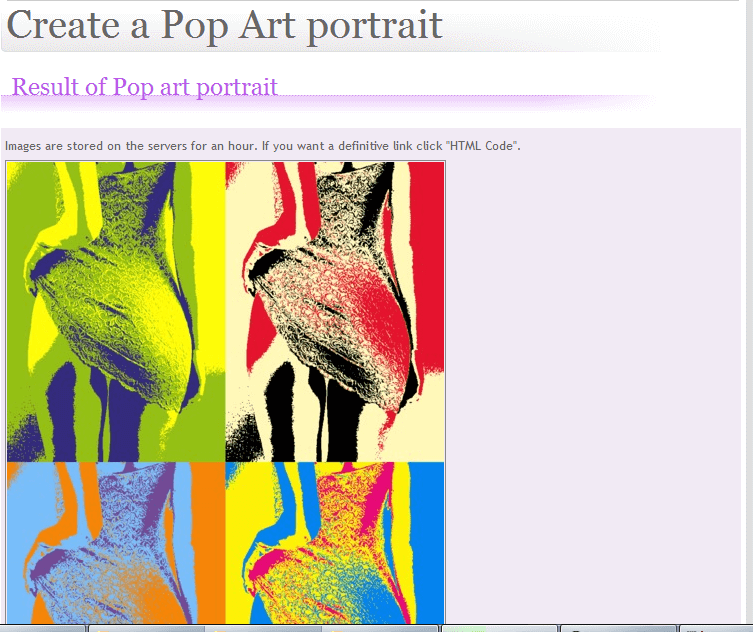 Create a Pop Art portrait
Result of Pop art portrait
Images are stored on the servers for an hour. If you want a definitive link click "HTML Code".